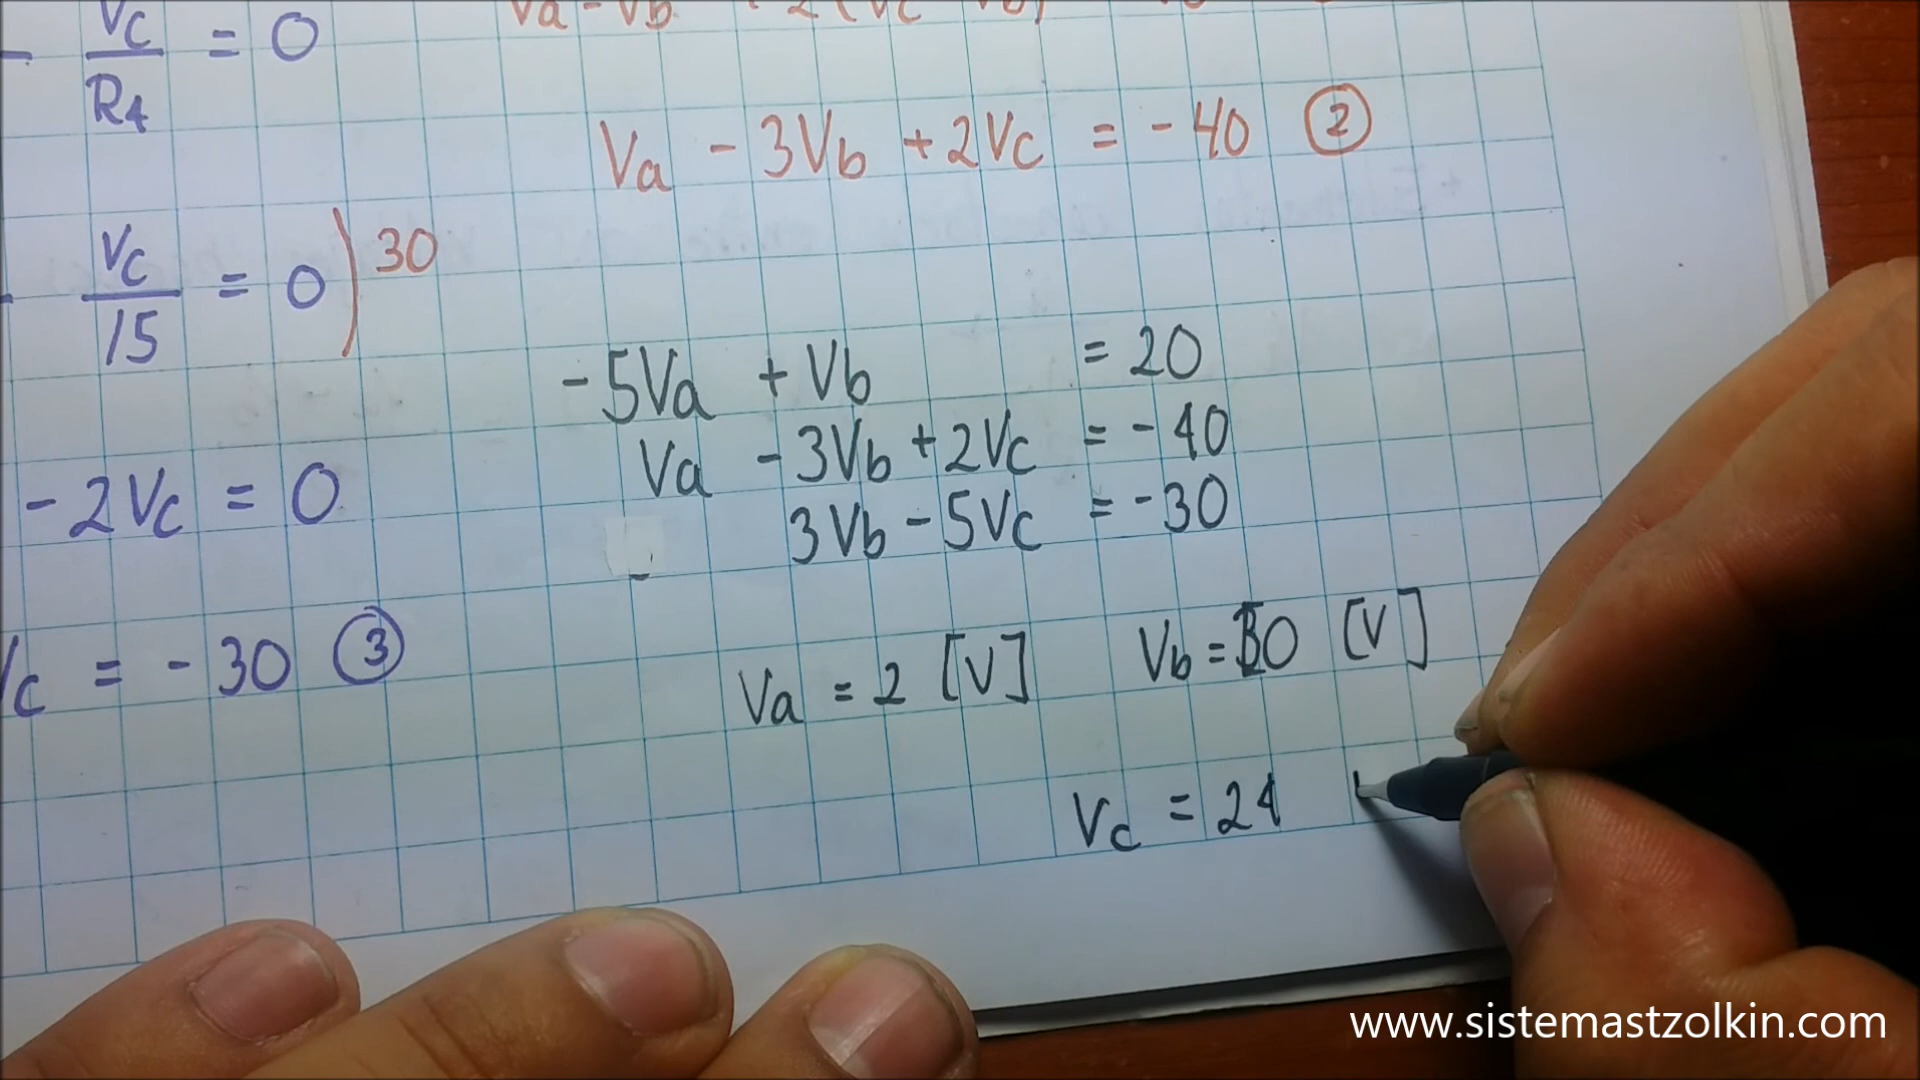 - Vc/R4 = 0
Va - 3Vb + 2Vc = -40 ②
- Vc/15 = 0) 30
-5Va + Vb = 20
Va - 3Vb + 2Vc = -40
3Vb - 5Vc = -30
- 2Vc = 0
Vc = -30 ③
Va = 2 [V]
Vb = 30 [V]
Vc = 24
www.sistemastzolkin.com